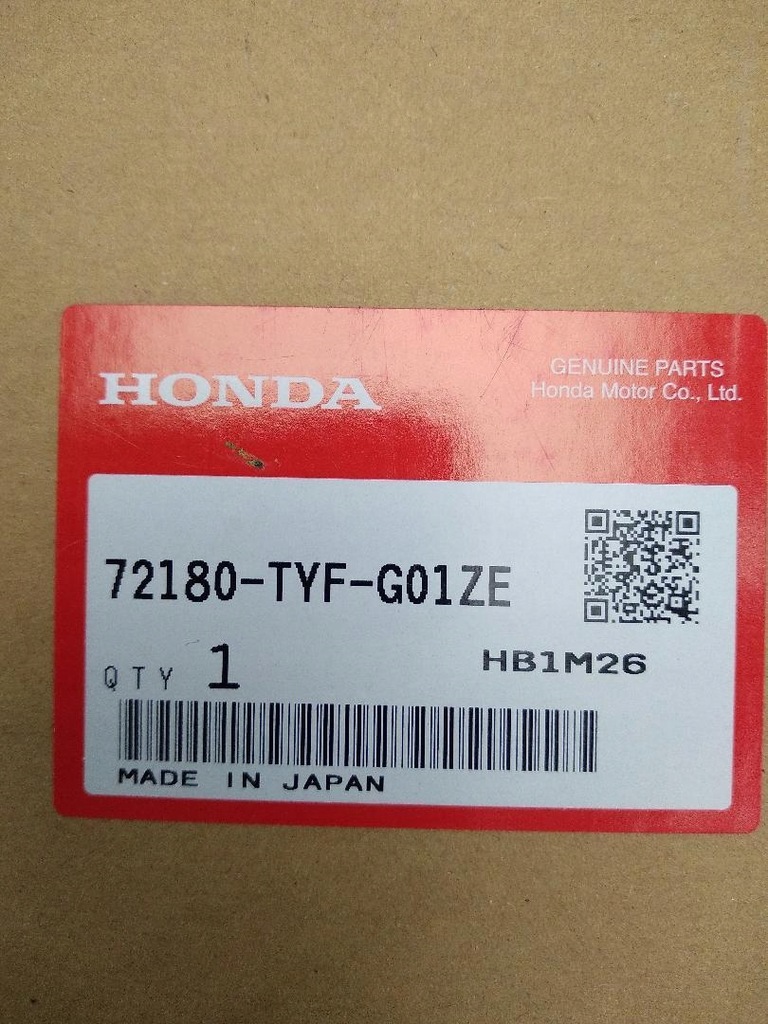 HONDA
GENUINE PARTS
Honda Motor Co., Ltd.
72180-TYF-G01ZE
QTY 1
HB1M26
MADE IN JAPAN